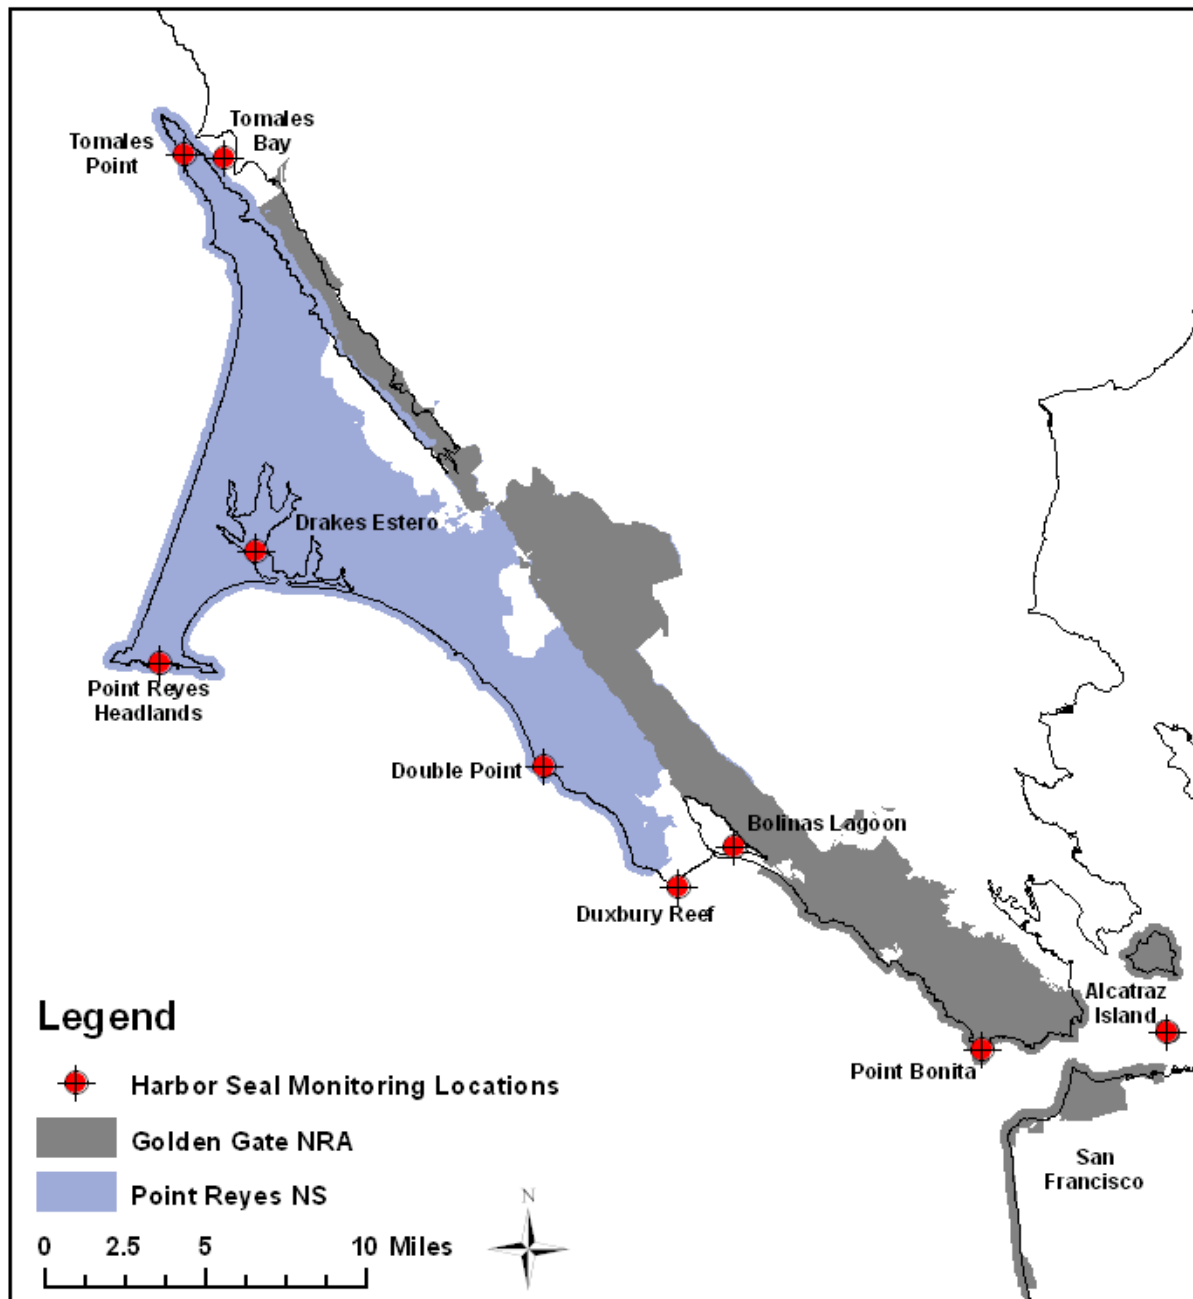 Tomales
Bay
Tomales
Point
Drakes Estero
Point Reyes
Headlands
Double Point
Bolinas Lagoon
Duxbury Reef
Alcatraz
Island
Point Bonita
San
Francisco
Legend
Harbor Seal Monitoring Locations
Golden Gate NRA
Point Reyes NS
N
0 2.5 5 10 Miles